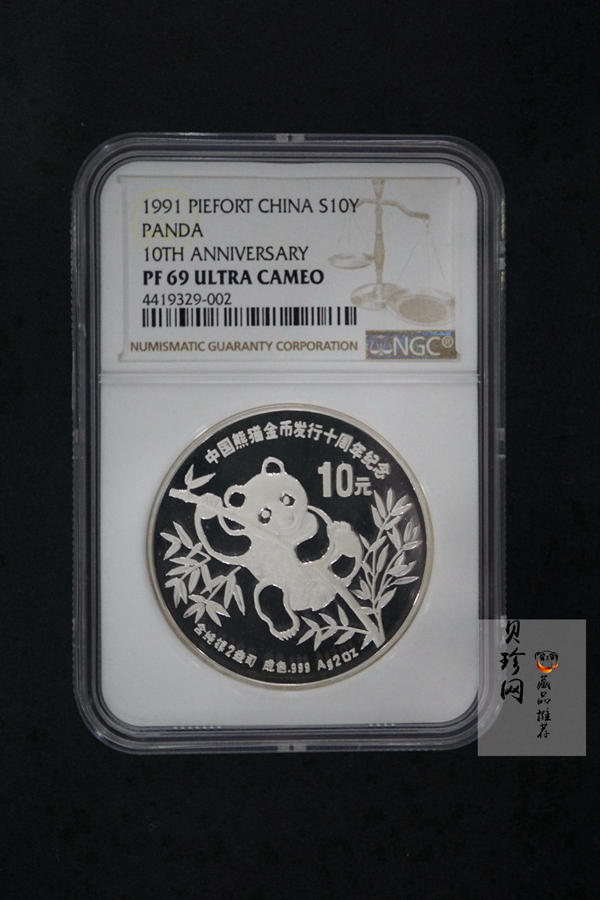 1991 PIEFORT CHINA S10Y
PANDA
10TH ANNIVERSARY
PF 69 ULTRA CAMEO
4419329-002
NUMISMATIC GUARANTY CORPORATION
NGC®
中国熊猫金币发行十周年纪念
10元
含纯银2盎司 成色.999 Ag2oz
贝珍网
藏品推荐